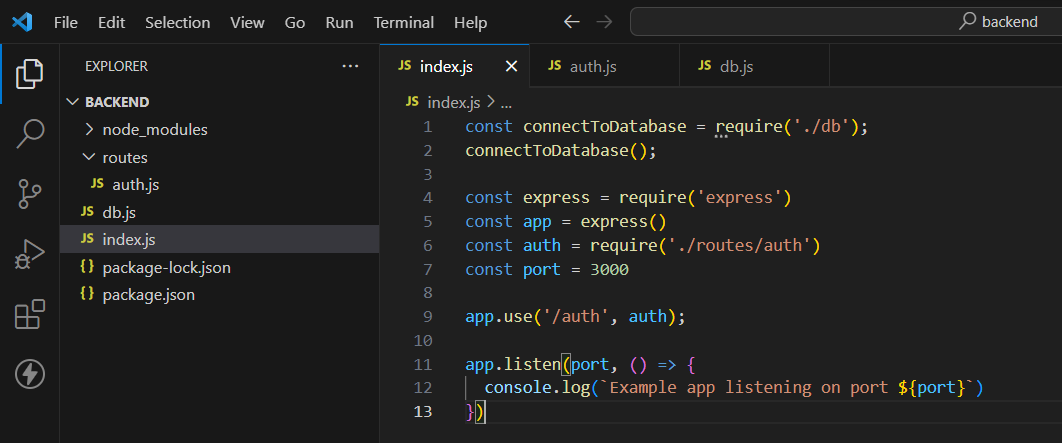 File Edit Selection View Go Run Terminal Help
backend
EXPLORER
BACKEND
node_modules
routes
JS auth.js
JS db.js
JS index.js
{} package-lock.json
{} package.json
JS index.js
JS auth.js
JS db.js
JS index.js > ...
1 const connectToDatabase = require('./db');
2 connectToDatabase();
3
4 const express = require('express')
5 const app = express()
6 const auth = require('./routes/auth')
7 const port = 3000
8
9 app.use('/auth', auth);
10
11 app.listen(port, () => {
12   console.log(`Example app listening on port ${port}`)
13 })